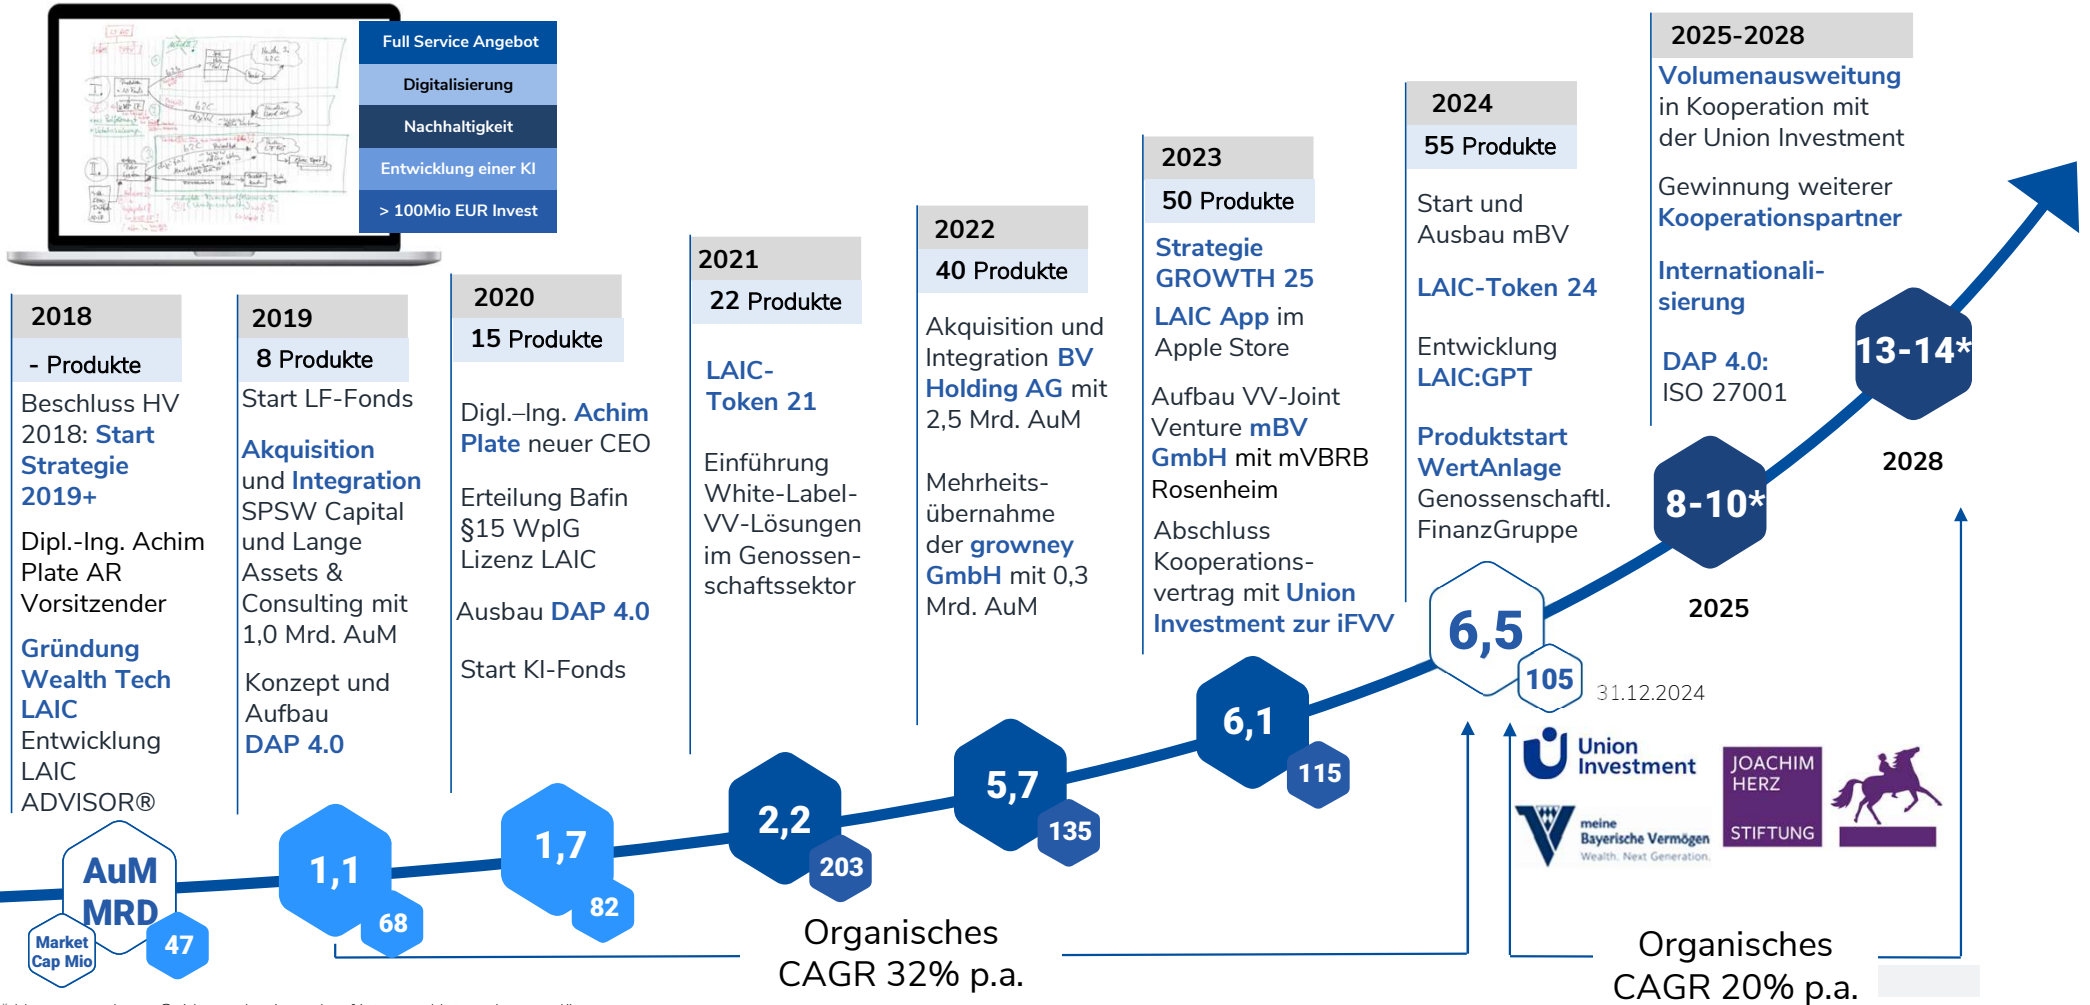 Full Service Angebot
Digitalisierung
Nachhaltigkeit
Entwicklung einer KI
> 100Mio EUR Invest
2018
- Produkte
Beschluss HV
2018: Start
Strategie
2019+
Dipl.-Ing. Achim
Plate AR
Vorsitzender
Gründung
Wealth Tech
LAIC
Entwicklung
LAIC
ADVISOR®
AuM
MRD
Market
Cap Mio
47
2019
8 Produkte
Start LF-Fonds
Akquisition
und Integration
SPSW Capital
und Lange
Assets &
Consulting mit
1,0 Mrd. AuM
Konzept und
Aufbau
DAP 4.0
1,1
68
2020
15 Produkte
Digl.–Ing. Achim
Plate neuer CEO
Erteilung Bafin
§15 WpIG
Lizenz LAIC
Ausbau DAP 4.0
Start KI-Fonds
1,7
82
2021
22 Produkte
LAIC-
Token 21
Einführung
White-Label-
VV-Lösungen
im Genossen-
schaftssektor
2,2
203
2022
40 Produkte
Akquisition und
Integration BV
Holding AG mit
2,5 Mrd. AuM
Mehrheits-
übernahme
der growney
GmbH mit 0,3
Mrd. AuM
5,7
135
2023
50 Produkte
Strategie
GROWTH 25
LAIC App im
Apple Store
Aufbau VV-Joint
Venture mBV
GmbH mit mVBRB
Rosenheim
Abschluss
Kooperations-
vertrag mit Union
Investment zur iFVV
6,1
115
2024
55 Produkte
Start und
Ausbau mBV
LAIC-Token 24
Entwicklung
LAIC:GPT
Produktstart
WertAnlage
Genossenschaftl.
FinanzGruppe
6,5
105
31.12.2024
2025-2028
Volumenausweitung
in Kooperation mit
der Union Investment
Gewinnung weiterer
Kooperationspartner
Internationali-
sierung
DAP 4.0:
ISO 27001
8-10*
2025
13-14*
2028
Union
Investment
JOACHIM
HERZ
STIFTUNG
meine
Bayerische Vermögen
Wealth. Next Generation.
Organisches
CAGR 32% p.a.
Organisches
CAGR 20% p.a.